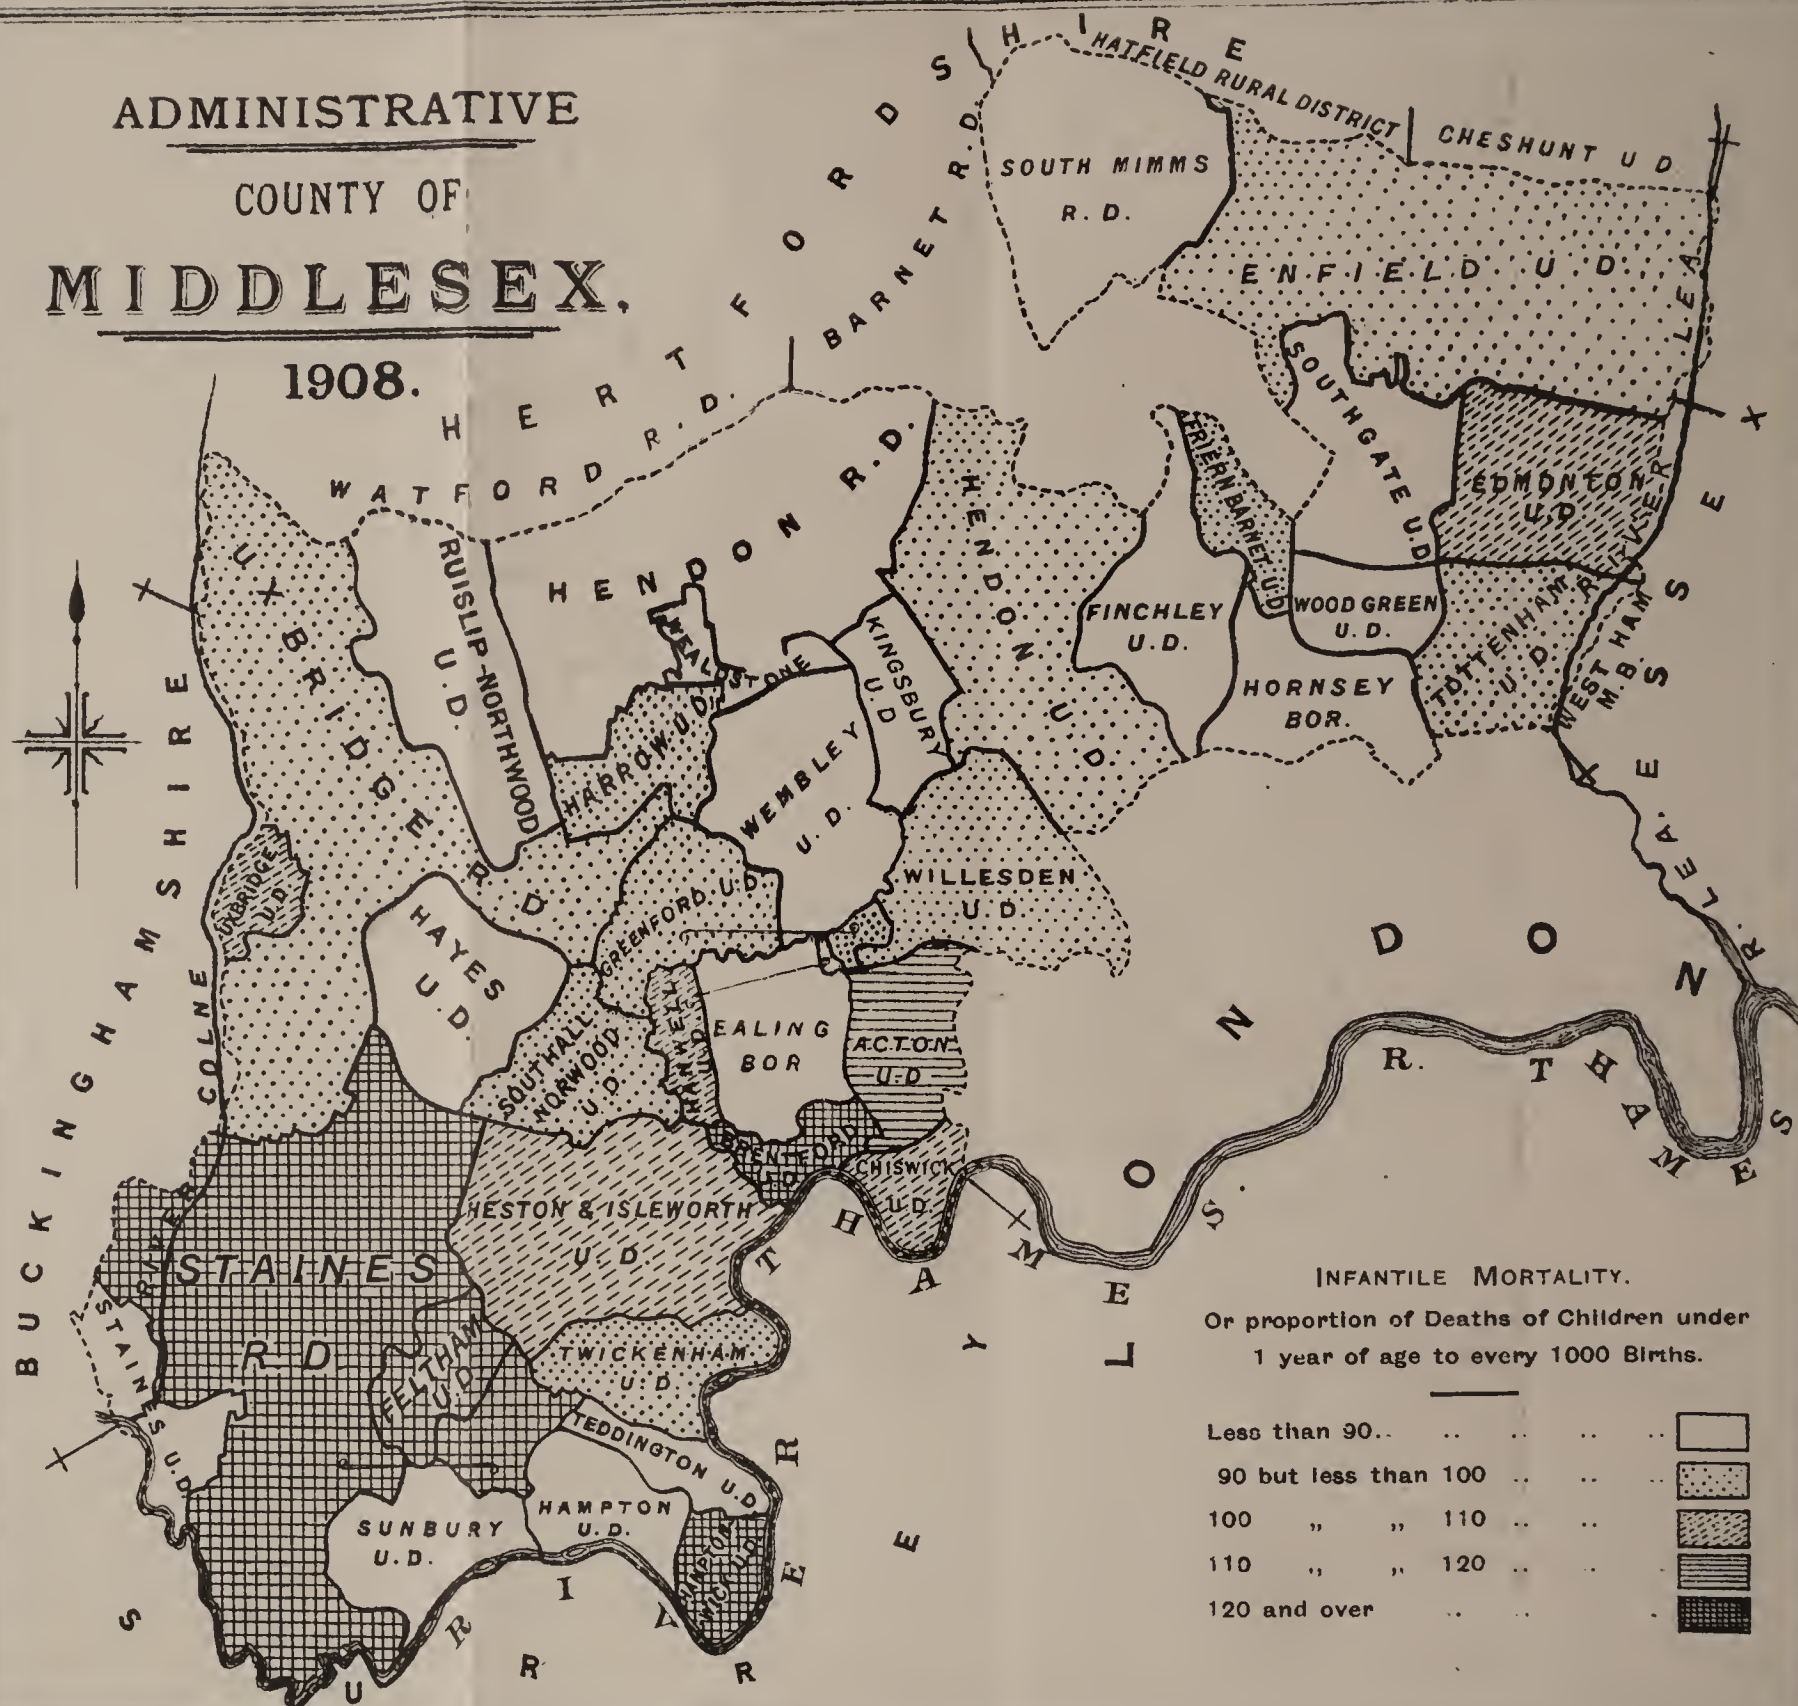 ADMINISTRATIVE
COUNTY OF
MIDDLESEX.
1908.
HERTFORDSHIRE
HATFIELD RURAL DISTRICT
CHESHUNT U D
BARNET R.D.
WATFORD R.D.
SOUTH MIMMS
R.D.
ENFIELD U.D.
SOUTHGATE U.D
EDMONTON
U.D
RIVER LEA
ESSEX
HENDON R.D.
HENDON U D
FRIERN BARNET U.D
FINCHLEY
U.D.
WOOD GREEN
U.D.
TOTTENHAM
U.D
HORNSEY
BOR.
WEST HAM
M.B
ESSEX
R. LEA.
R. LEA.
UXBRIDGE R D
RUISLIP-NORTHWOOD
U.D.
WEALDSTONE
KINGSBURY
U.D
HARROW U.D
WEMBLEY
U.D.
WILLESDEN
U.D.
UXBRIDGE
U.D
HAYES
U.D.
GREENFORD U.D
SOUTHALL
NORWOOD
U.D
HANWELL
U.D
EALING
BOR
ACTON
U.D
BRENTFORD
U.D
CHISWICK
U.D
BUCKINGHAMSHIRE
RIVER COLNE
HESTON & ISLEWORTH
U.D.
STAINES
R.D
STAINES U.D
FELTHAM
U.D
TWICKENHAM
U.D
TEDDINGTON U.D
HAMPTON
U.D.
SUNBURY
U.D.
HAMPTON
WICK U.D
LONDON
R. THAMES
RIVER THAMES
SURREY
INFANTILE MORTALITY.
Or proportion of Deaths of Children under
1 year of age to every 1000 Births.
Less than 90.. .. .. .. ..
90 but less than 100 .. .. ..
100 „ „ 110 .. ..
110 „ „ 120 .. .. .
120 and over .. .. .